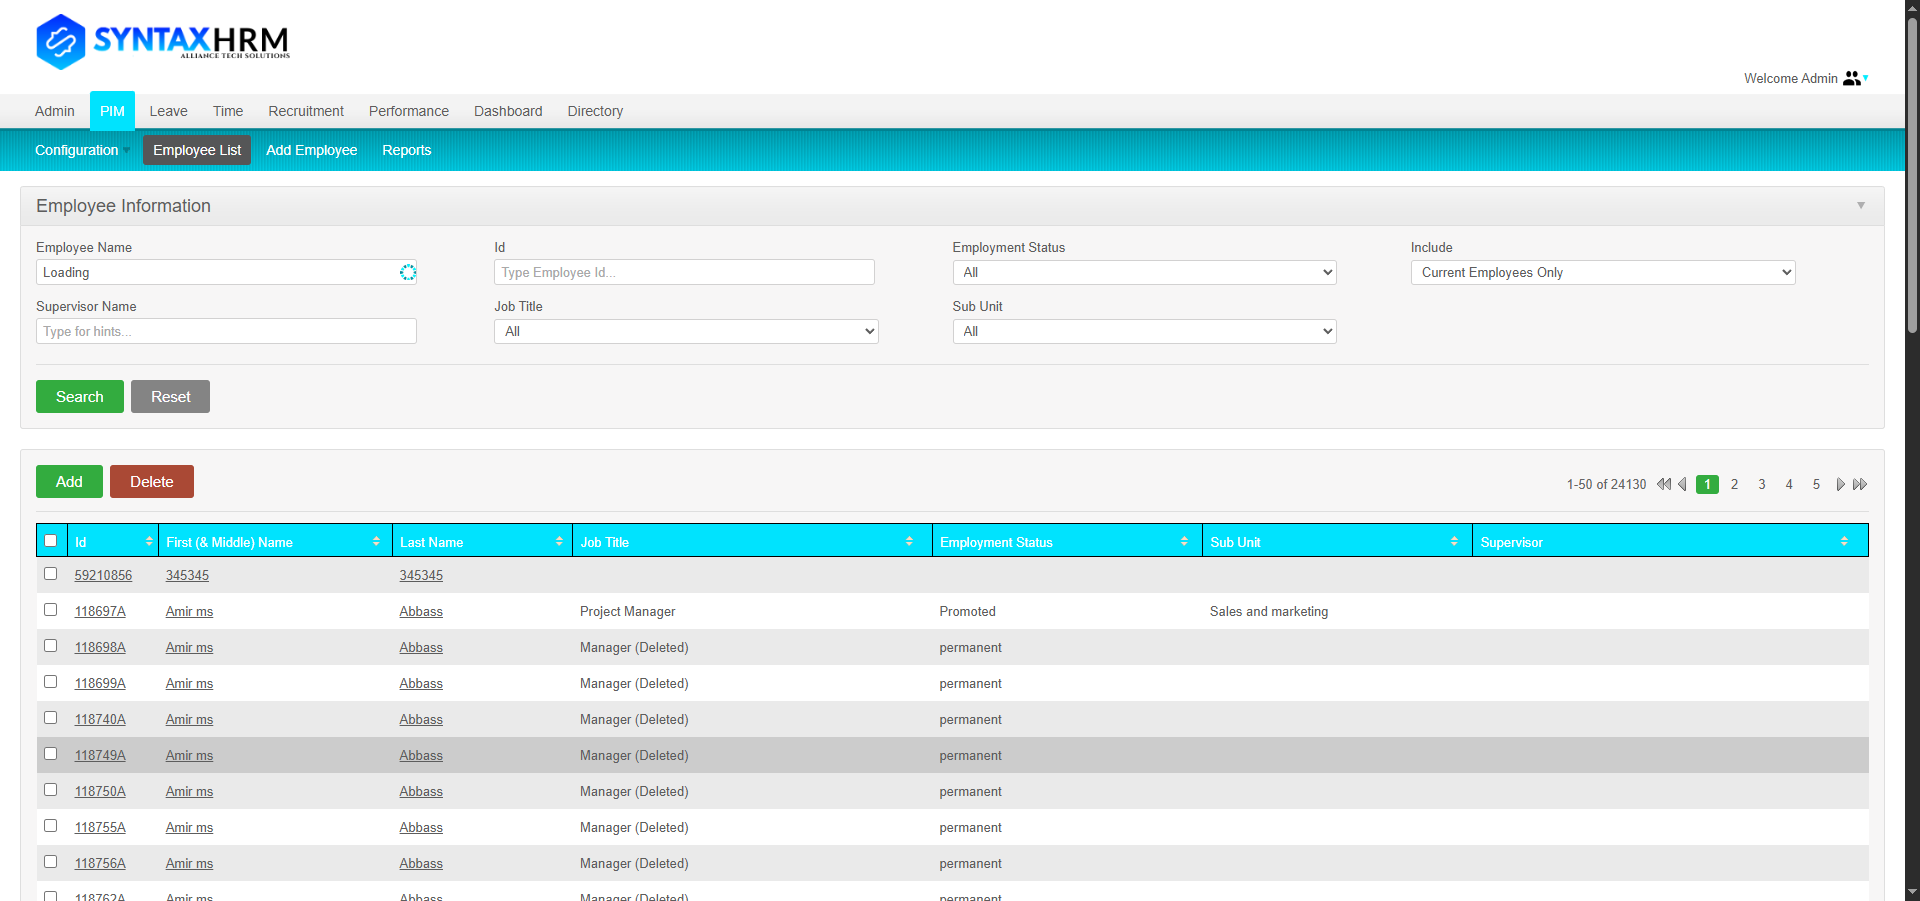 SYNTAXHRM
ALLIANCE TECH SOLUTIONS
Welcome Admin
Admin PIM Leave Time Recruitment Performance Dashboard Directory
Configuration Employee List Add Employee Reports
Employee Information
Employee Name Id Employment Status Include
Loading Type Employee Id... All Current Employees Only
Supervisor Name Job Title Sub Unit
Type for hints... All All
Search Reset
Add Delete 1-50 of 24130 1 2 3 4 5
Id First (& Middle) Name Last Name Job Title Employment Status Sub Unit Supervisor
59210856 345345 345345
118697A Amir ms Abbass Project Manager Promoted Sales and marketing
118698A Amir ms Abbass Manager (Deleted) permanent
118699A Amir ms Abbass Manager (Deleted) permanent
118740A Amir ms Abbass Manager (Deleted) permanent
118749A Amir ms Abbass Manager (Deleted) permanent
118750A Amir ms Abbass Manager (Deleted) permanent
118755A Amir ms Abbass Manager (Deleted) permanent
118756A Amir ms Abbass Manager (Deleted) permanent
118762A Amir ms Abbass Manager (Deleted) permanent